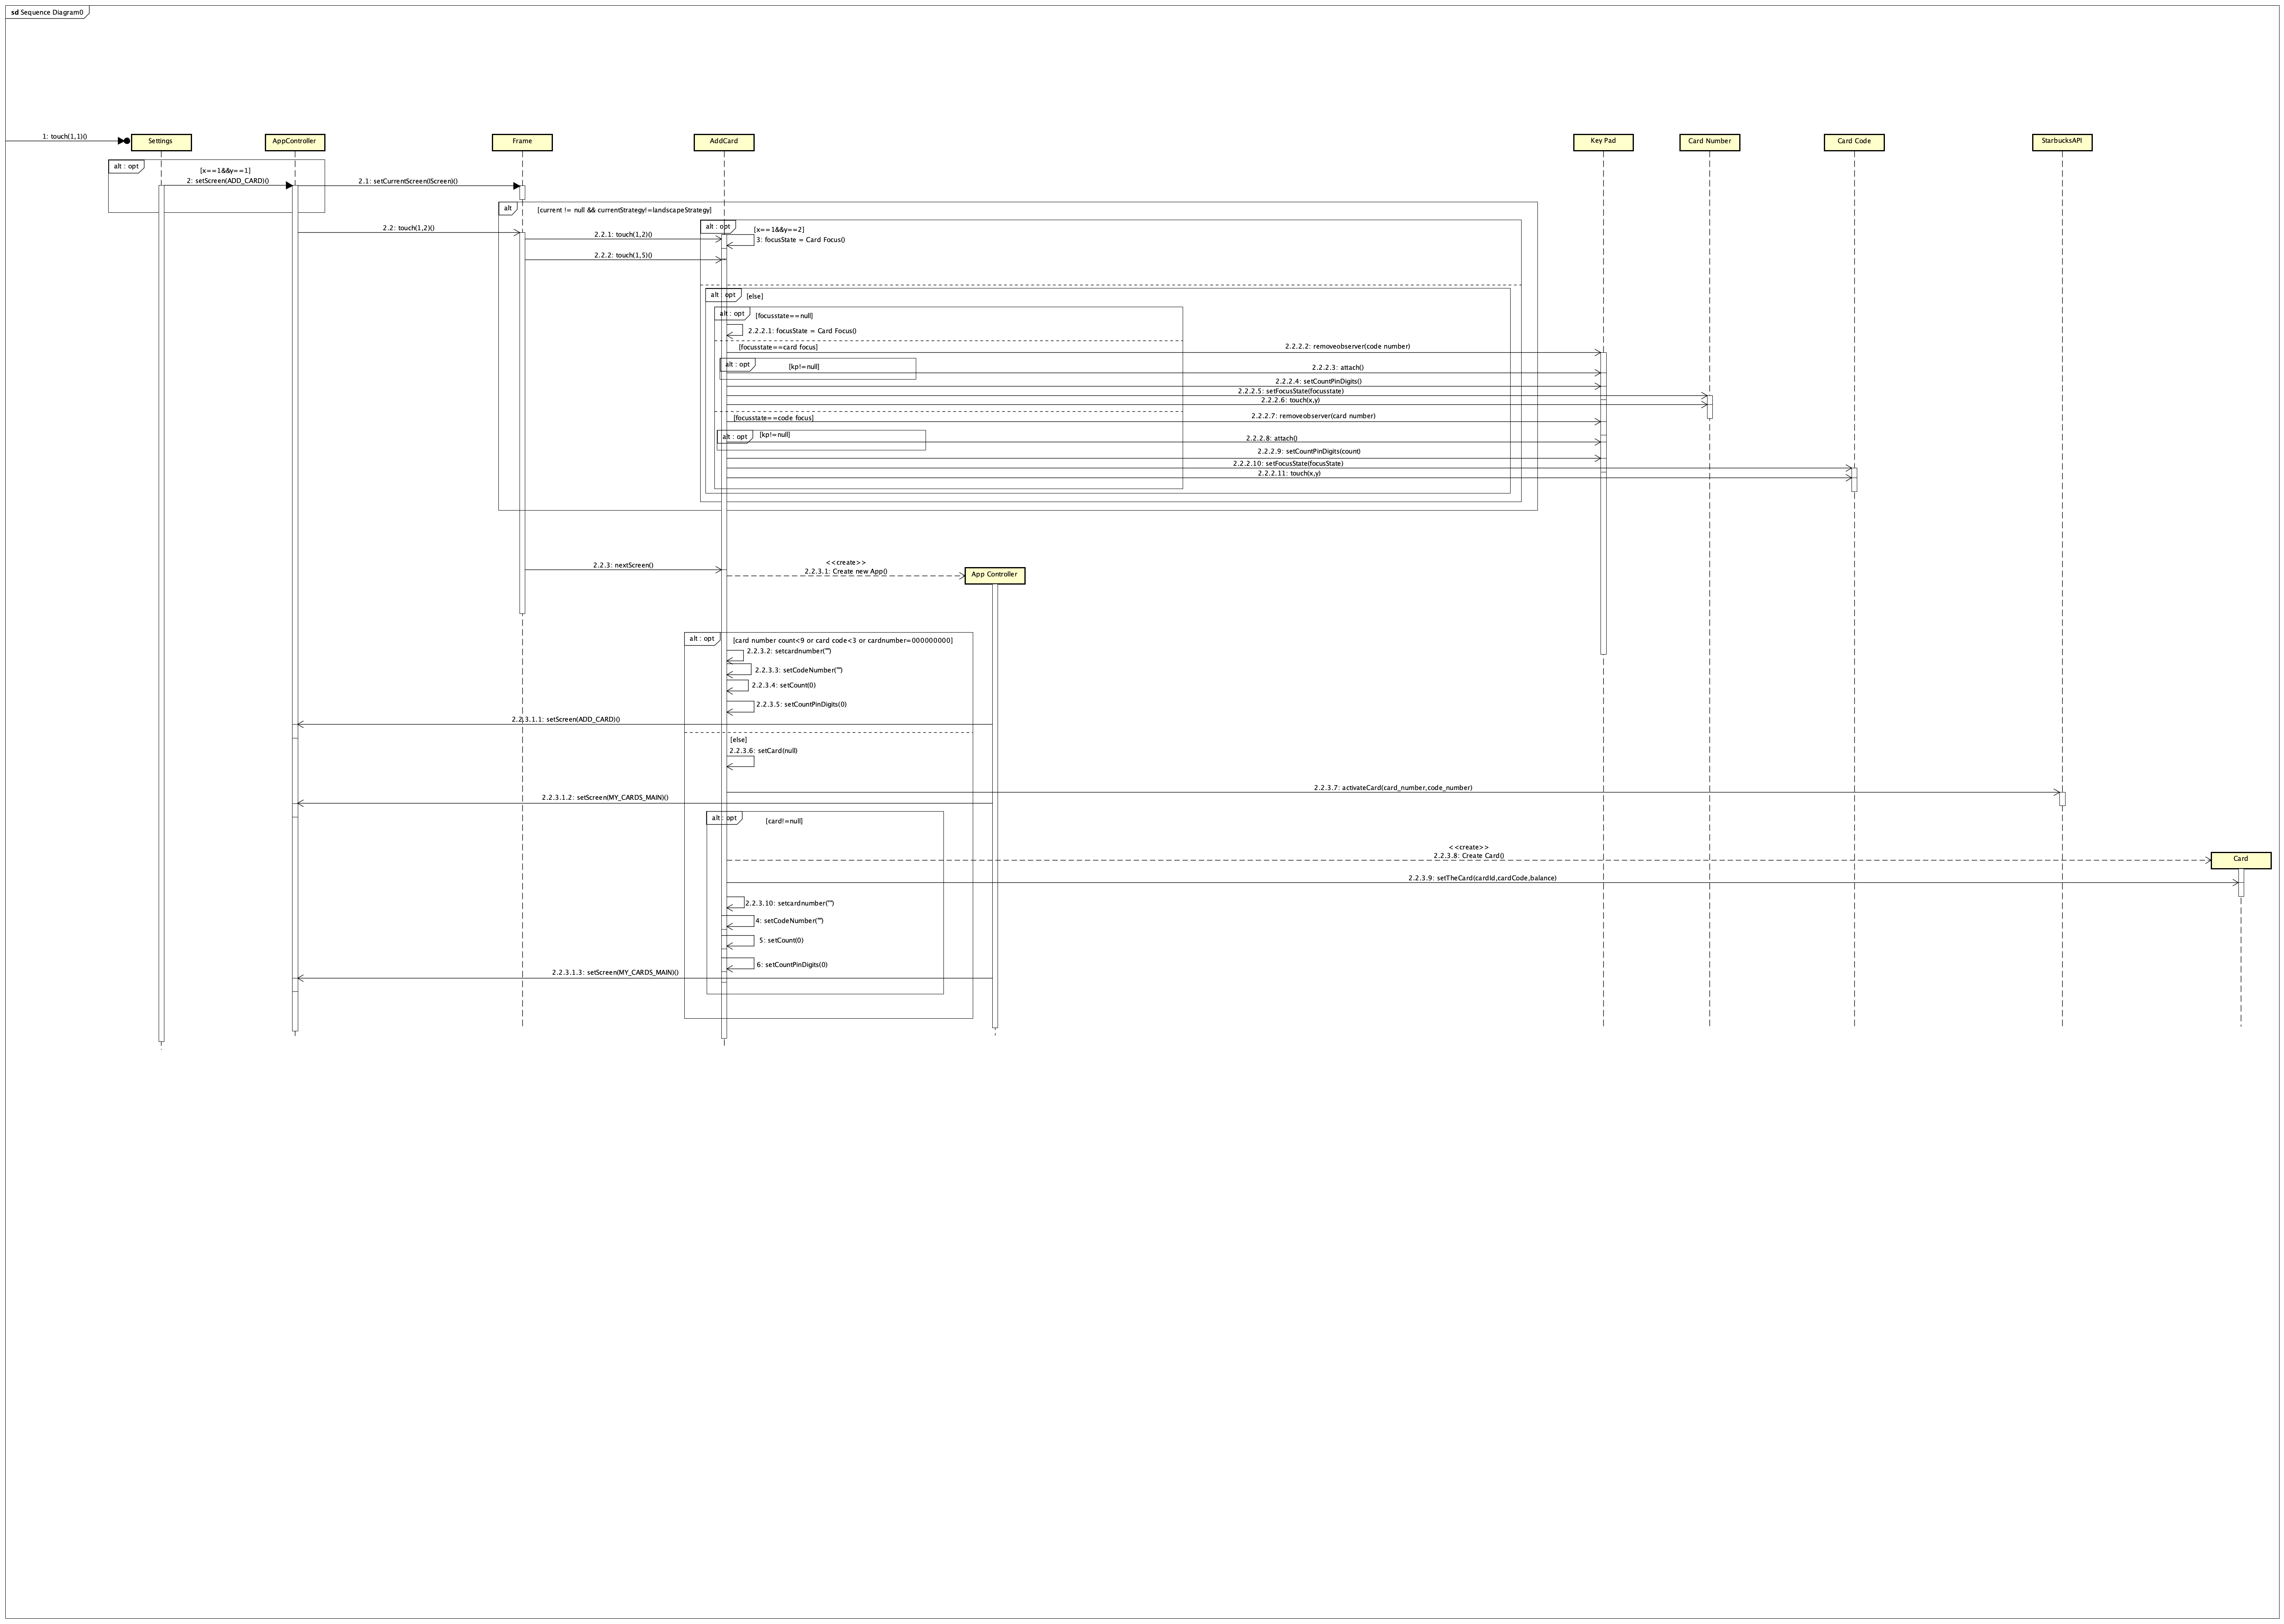 sd Sequence Diagram0
1: touch(1,1)()
Settings
AppController
Frame
AddCard
Key Pad
Card Number
Card Code
StarbucksAPI
alt : opt
[x==1&&y==1]
2: setScreen(ADD_CARD)()
2.1: setCurrentScreen(IScreen)()
alt
[current != null && currentStrategy!=landscapeStrategy]
alt : opt
[x==1&&y==2]
2.2: touch(1,2)()
2.2.1: touch(1,2)()
3: focusState = Card Focus()
2.2.2: touch(1,5)()
alt : opt
[else]
alt : opt
[focusstate==null]
2.2.2.1: focusState = Card Focus()
[focusstate==card focus]
2.2.2.2: removeobserver(code number)
alt : opt
[kp!=null]
2.2.2.3: attach()
2.2.2.4: setCountPinDigits()
2.2.2.5: setFocusState(focusstate)
2.2.2.6: touch(x,y)
[focusstate==code focus]
2.2.2.7: removeobserver(card number)
alt : opt
[kp!=null]
2.2.2.8: attach()
2.2.2.9: setCountPinDigits(count)
2.2.2.10: setFocusState(focusState)
2.2.2.11: touch(x,y)
2.2.3: nextScreen()
<<create>>
2.2.3.1: Create new App()
App Controller
alt : opt
[card number count<9 or card code<3 or cardnumber=000000000]
2.2.3.2: setcardnumber("")
2.2.3.3: setCodeNumber("")
2.2.3.4: setCount(0)
2.2.3.5: setCountPinDigits(0)
2.2.3.1.1: setScreen(ADD_CARD)()
[else]
2.2.3.6: setCard(null)
2.2.3.7: activateCard(card_number,code_number)
2.2.3.1.2: setScreen(MY_CARDS_MAIN)()
alt : opt
[card!=null]
<<create>>
2.2.3.8: Create Card()
Card
2.2.3.9: setTheCard(cardId,cardCode,balance)
2.2.3.10: setcardnumber("")
4: setCodeNumber("")
5: setCount(0)
6: setCountPinDigits(0)
2.2.3.1.3: setScreen(MY_CARDS_MAIN)()